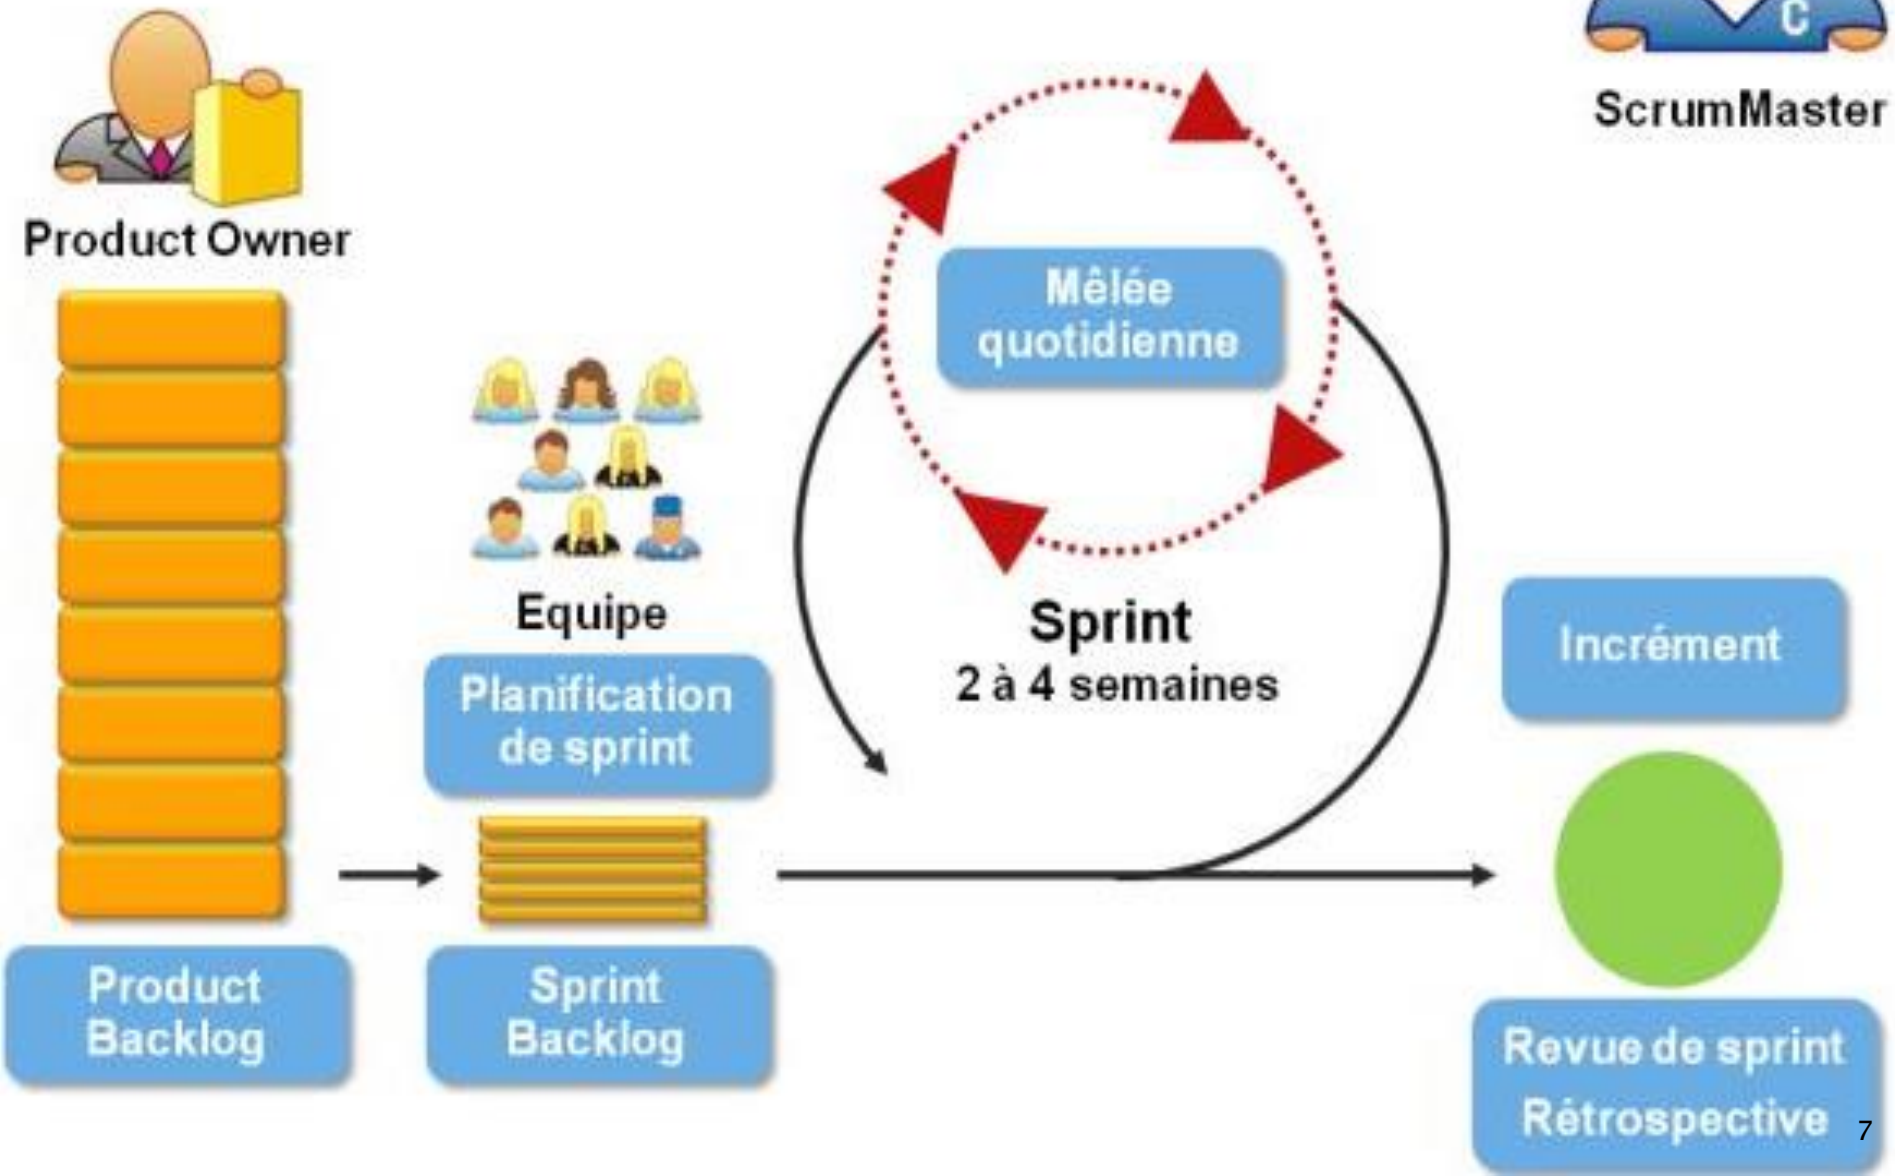 C
ScrumMaster
Product Owner
Mêlée
quotidienne
Equipe
Planification
de sprint
Sprint
2 à 4 semaines
Incrément
Product
Backlog
Sprint
Backlog
Revue de sprint
Rétrospective
7